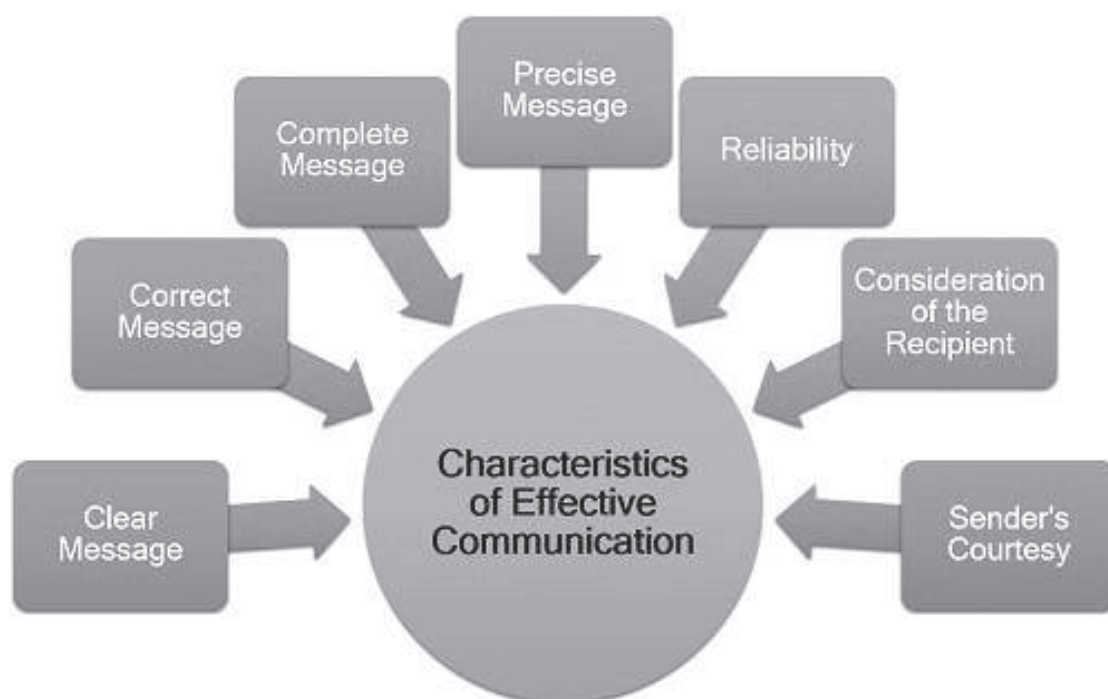 Precise
Message
Complete
Message
Reliability
Correct
Message
Consideration
of the
Recipient
Characteristics
of Effective
Communication
Clear
Message
Sender's
Courtesy